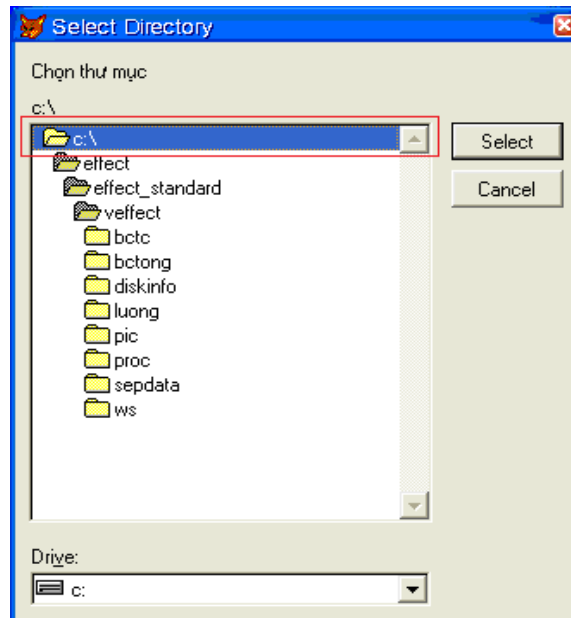 Select Directory
Chọn thư mục
c:\
c:\
effect
effect_standard
veffect
bctc
bctong
diskinfo
luong
pic
proc
sepdata
ws
Select
Cancel
Drive:
c: